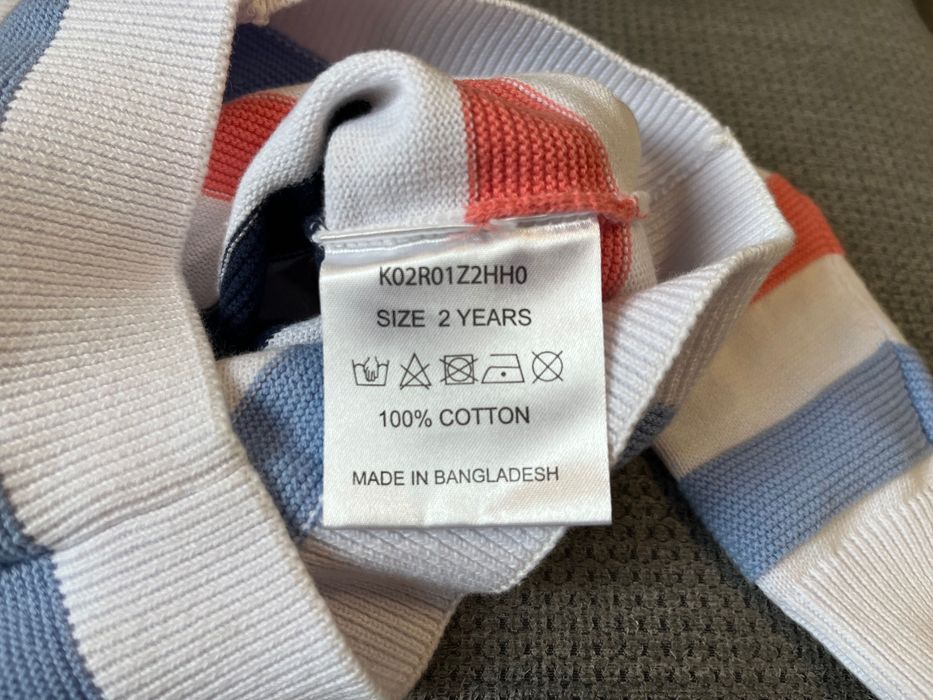 K02R01Z2HH0
SIZE 2 YEARS
100% COTTON
MADE IN BANGLADESH